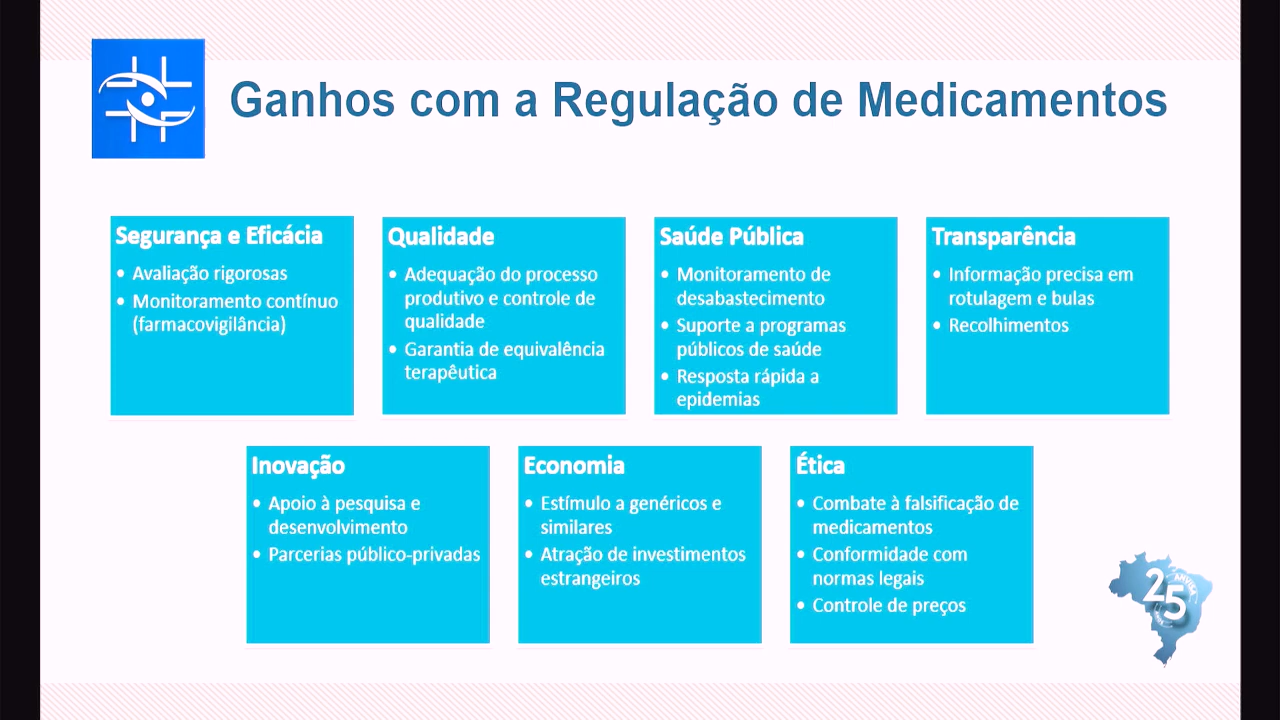 Ganhos com a Regulação de Medicamentos
Segurança e Eficácia
• Avaliação rigorosas
• Monitoramento contínuo
(farmacovigilância)
Qualidade
• Adequação do processo
produtivo e controle de
qualidade
• Garantia de equivalência
terapêutica
Saúde Pública
• Monitoramento de
desabastecimento
• Suporte a programas
públicos de saúde
• Resposta rápida a
epidemias
Transparência
• Informação precisa em
rotulagem e bulas
• Recolhimentos
Inovação
• Apoio à pesquisa e
desenvolvimento
• Parcerias público-privadas
Economia
• Estímulo a genéricos e
similares
• Atração de investimentos
estrangeiros
Ética
• Combate à falsificação de
medicamentos
• Conformidade com
normas legais
• Controle de preços
25
ANVISA